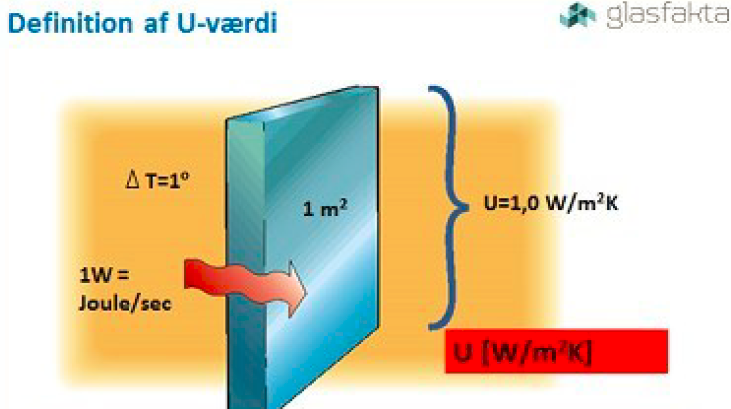 Definition af U-værdi
glasfakta
Δ T=1°
1 m²
U=1,0 W/m²K
1W =
Joule/sec
U [W/m²K]